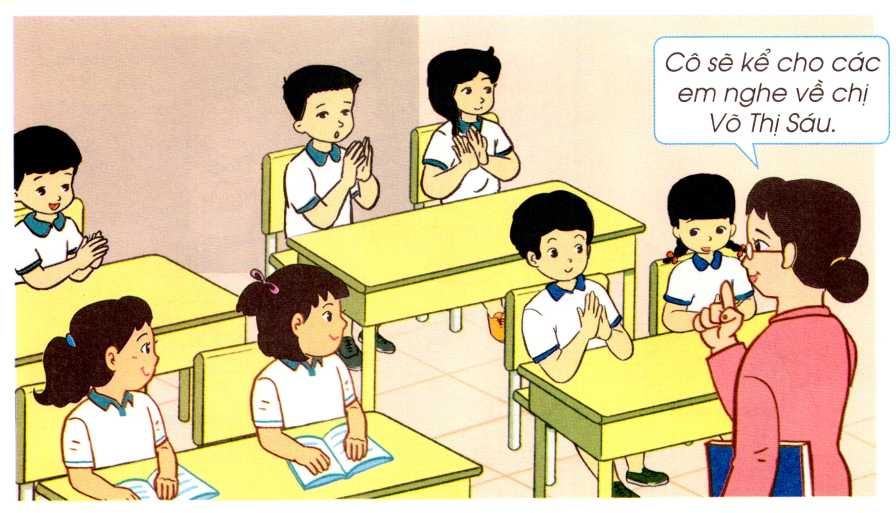 Cô sẽ kể cho các
em nghe về chị
Võ Thị Sáu.